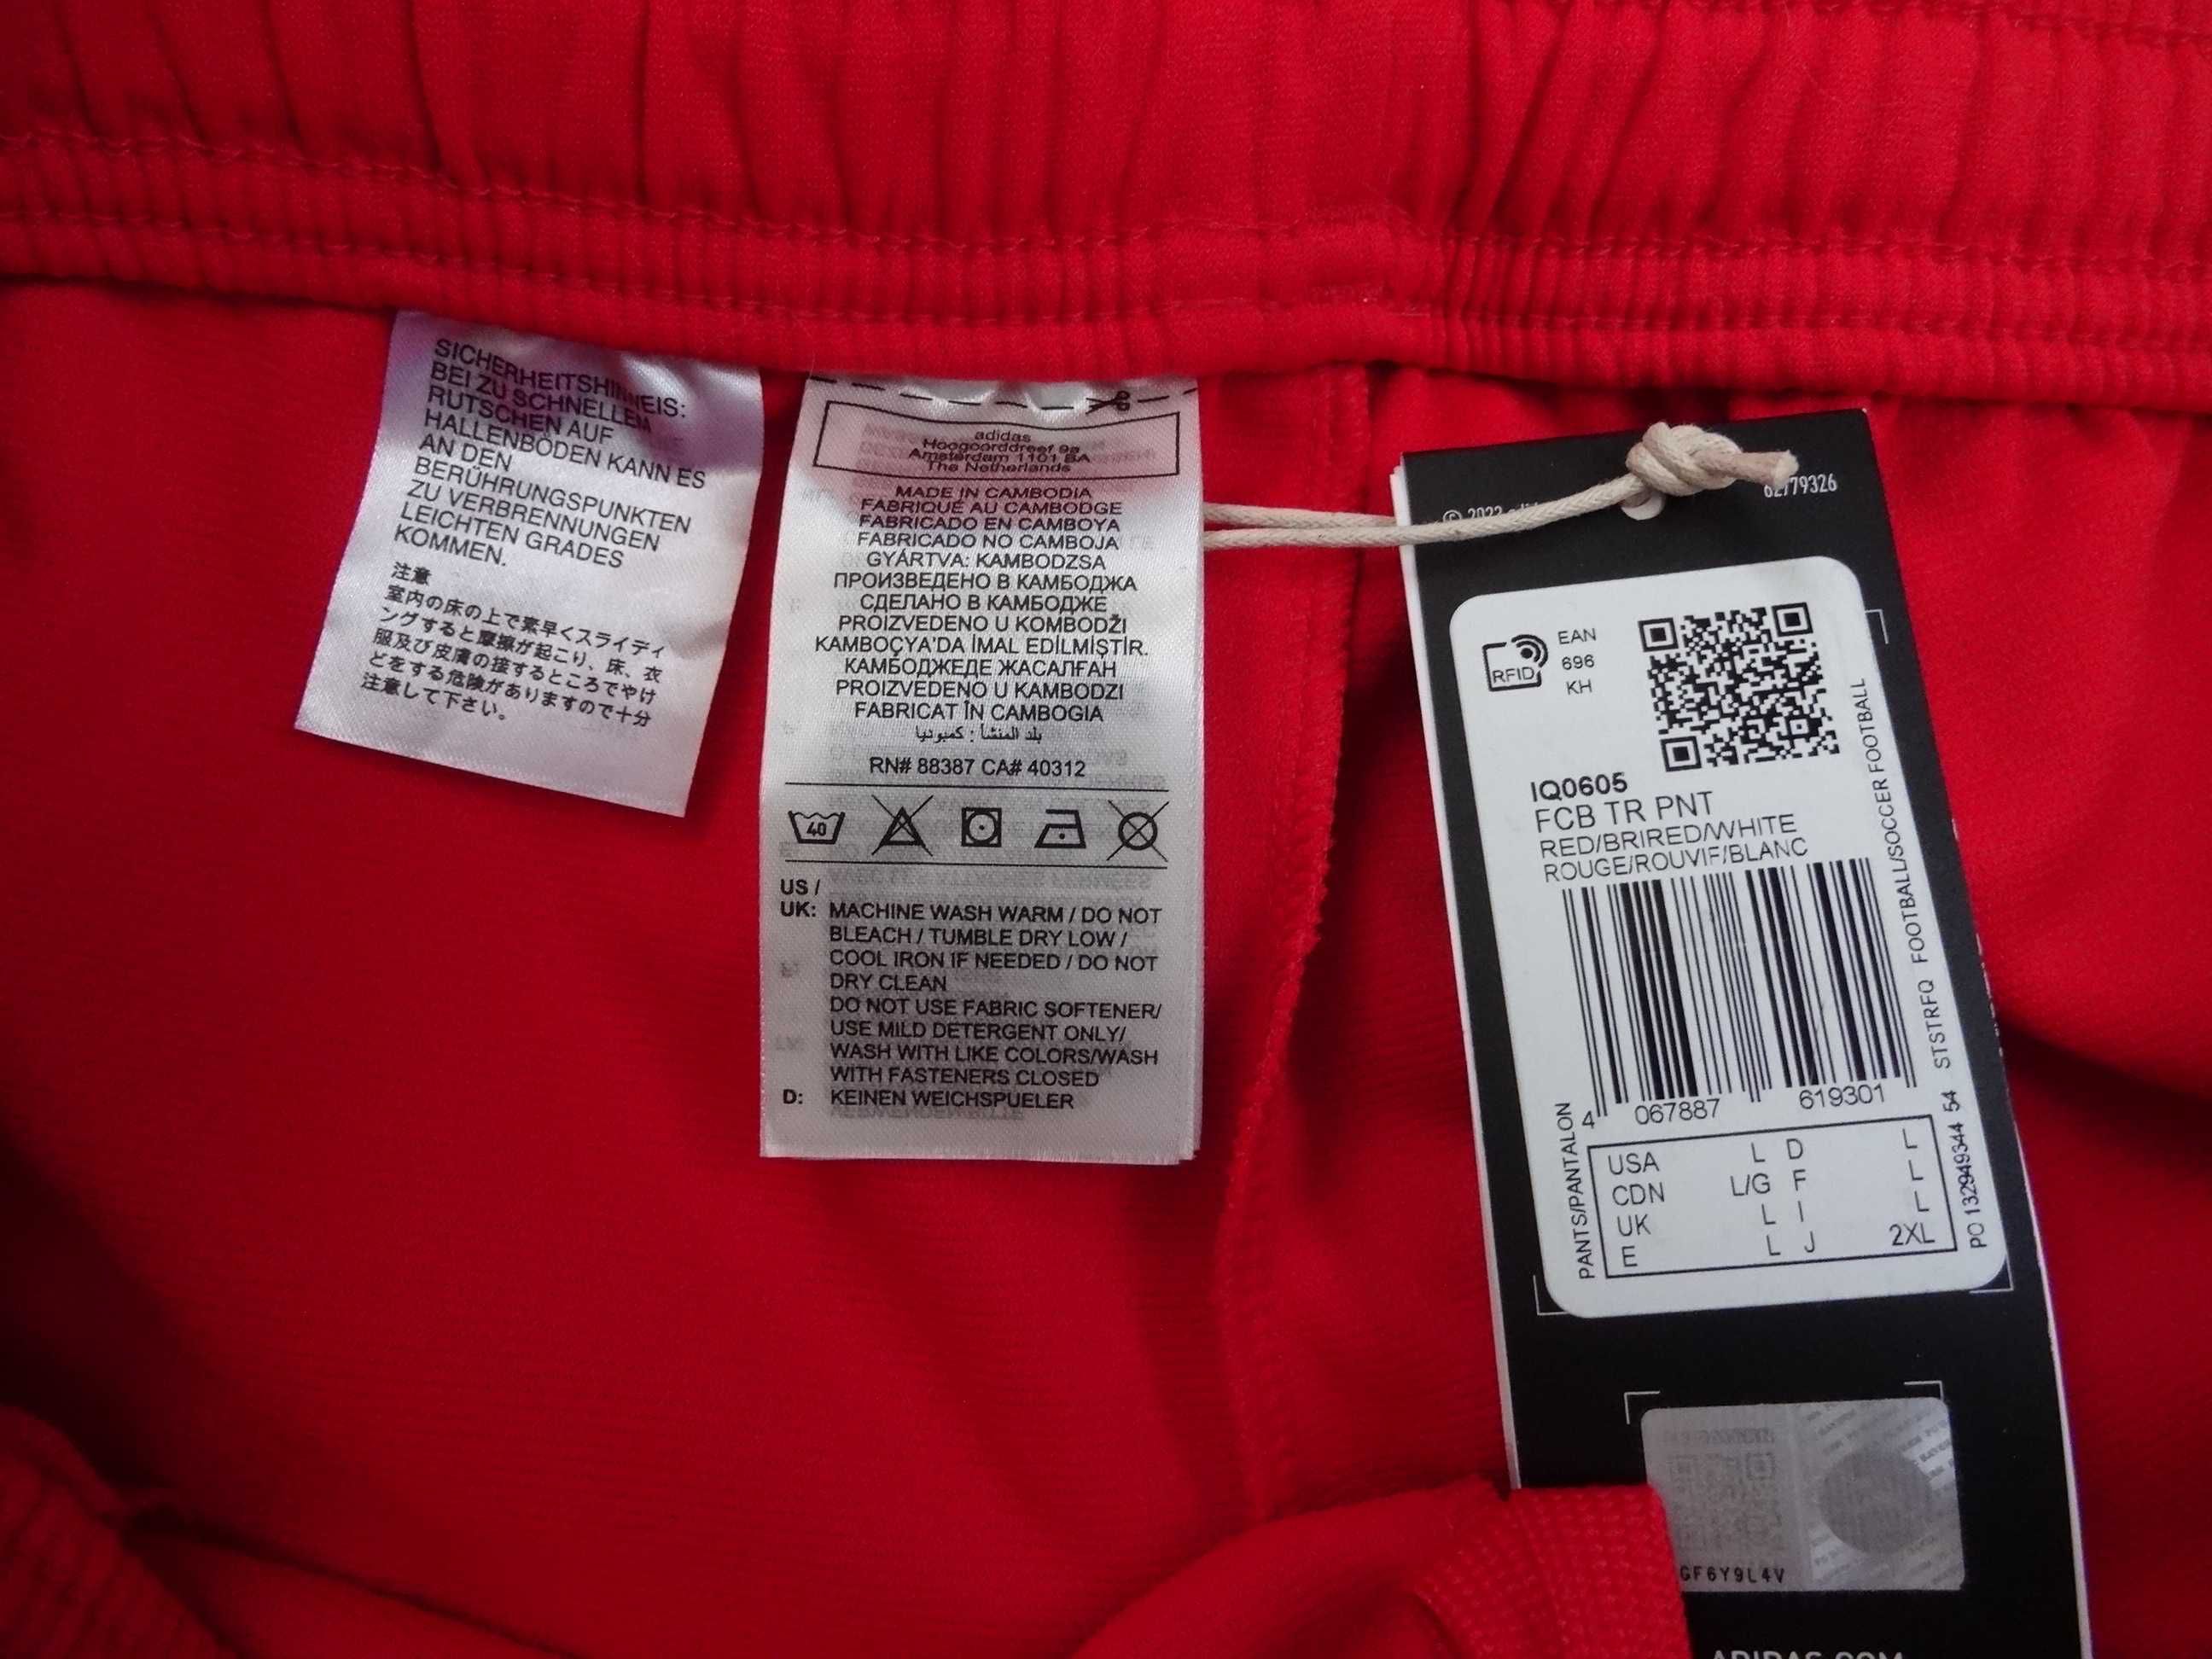 SICHERHEITSHINWEIS:
BEI ZU SCHNELLEM
RUTSCHEN AUF
HALLENBÖDEN KANN ES
AN DEN
BERÜHRUNGSPUNKTEN
ZU VERBRENNUNGEN
LEICHTEN GRADES
KOMMEN.
注意
室内の床の上で素早くスライディ
ングすると摩擦が起こり、床、衣
服及び皮膚の接するところでやけ
どをする危険がありますので十分
注意して下さい。
adidas
Hoogoorddreef 9a
Amsterdam 1101 BA
The Netherlands
MADE IN CAMBODIA
FABRIQUÉ AU CAMBODGE
FABRICADO EN CAMBOYA
FABRICADO NO CAMBOJA
GYÁRTVA: KAMBODZSA
ПРОИЗВЕДЕНО В КАМБОДЖА
СДЕЛАНО В КАМБОДЖЕ
PROIZVEDENO U KOMBODŽI
KAMBOÇYA'DA İMAL EDİLMİŞTİR.
КАМБОДЖЕДЕ ЖАСАЛҒАН
PROIZVEDENO U KAMBODZI
FABRICAT ÎN CAMBOGIA
بلد المنشأ : كمبوديا
RN# 88387 CA# 40312
40
US /
UK: MACHINE WASH WARM / DO NOT
BLEACH / TUMBLE DRY LOW /
COOL IRON IF NEEDED / DO NOT
DRY CLEAN
DO NOT USE FABRIC SOFTENER/
USE MILD DETERGENT ONLY/
WASH WITH LIKE COLORS/WASH
WITH FASTENERS CLOSED
D: KEINEN WEICHSPUELER
62779326
RFID
EAN
696
KH
IQ0605
FCB TR PNT
RED/BRIRED/WHITE
ROUGE/ROUVIF/BLANC
4 067887 619301
PANTS/PANTALON
USA L D L
CDN L/G F L
UK L I L
E L J 2XL
PO 132949344 54 STSTRFQ FOOTBALL/SOCCER FOOTBALL
GF6Y9L4V
ADIDAS.COM